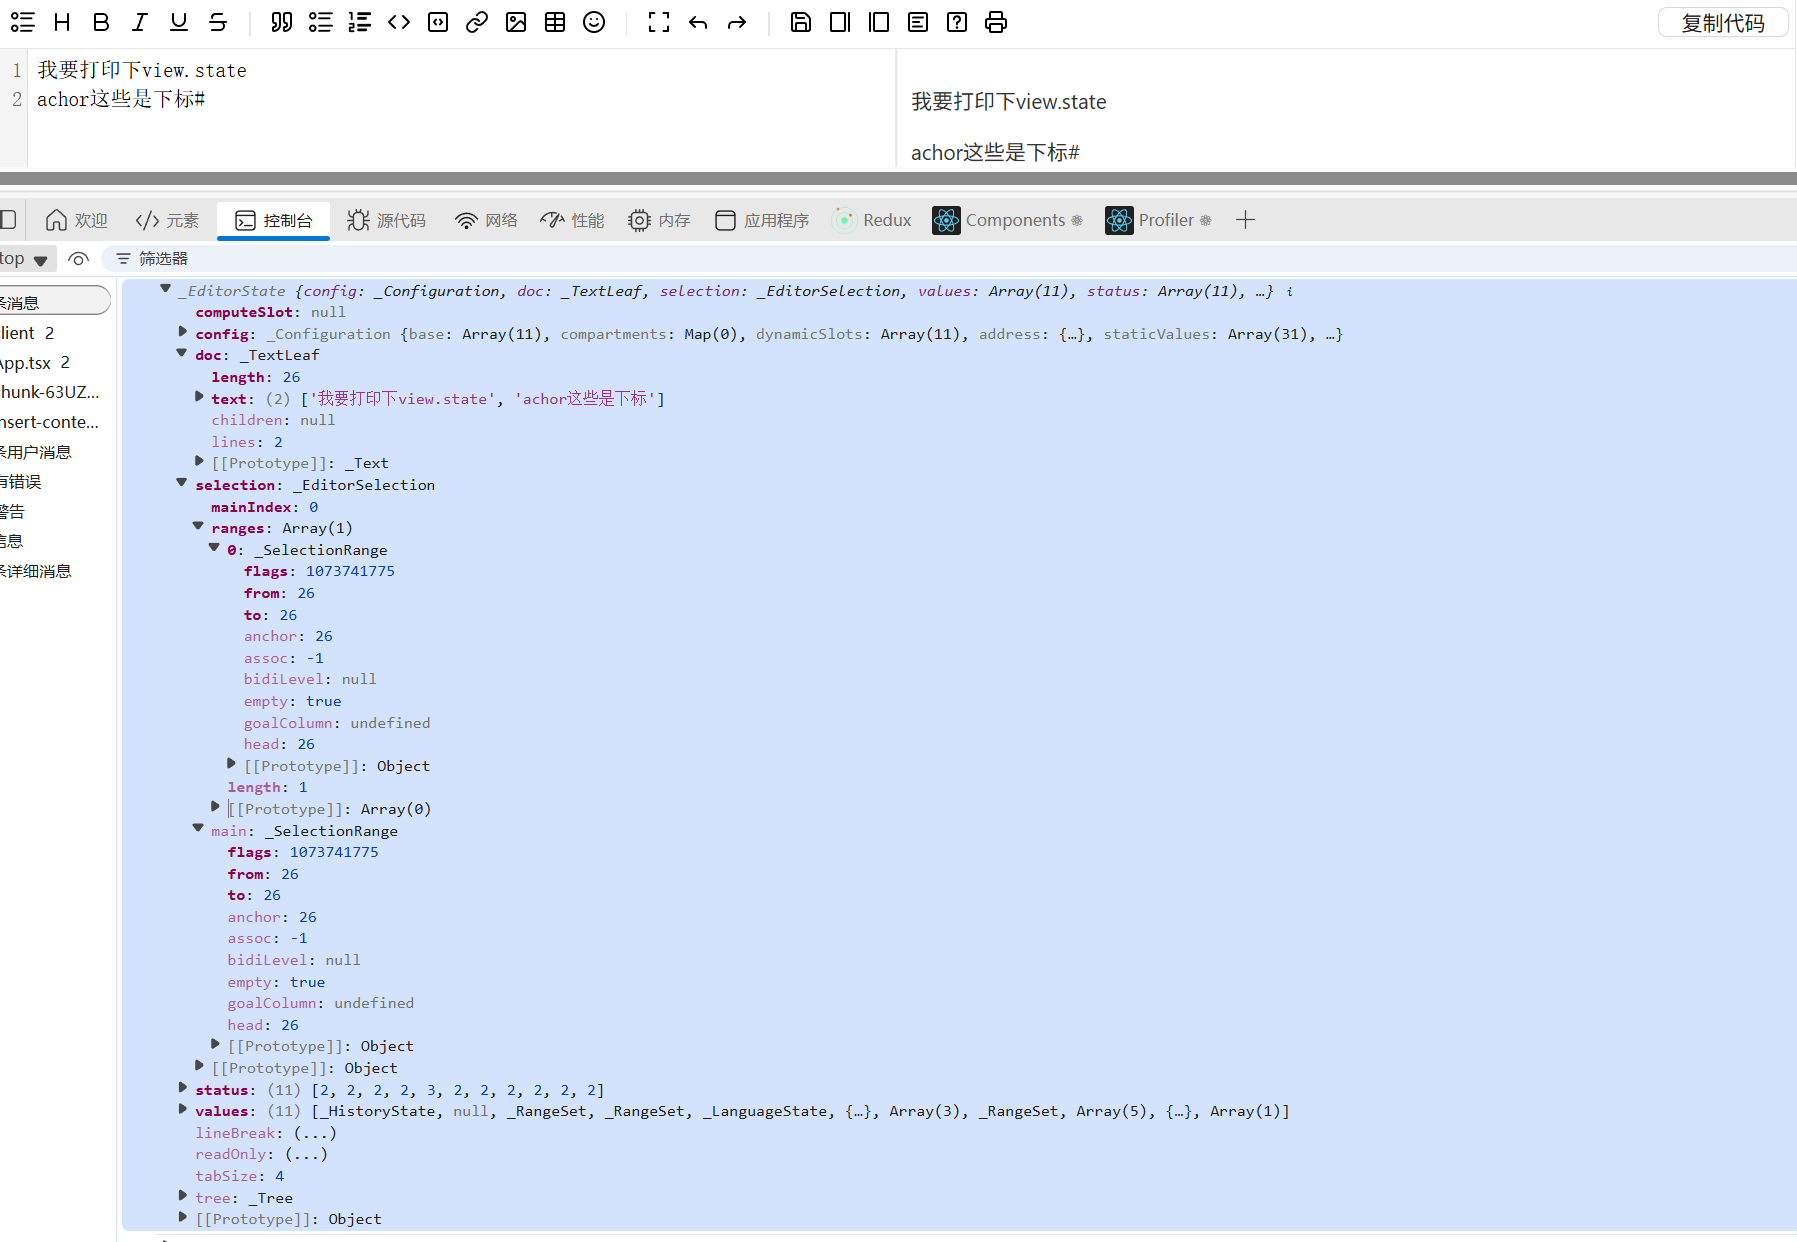 复制代码
1 我要打印下view.state
2 achor这些是下标#
我要打印下view.state
achor这些是下标#
欢迎 元素 控制台 源代码 网络 性能 内存 应用程序 Redux Components Profiler
top 筛选器
条消息
lient 2
App.tsx 2
hunk-63UZ...
nsert-conte...
条用户消息
有错误
警告
信息
条详细消息
_EditorState {config: _Configuration, doc: _TextLeaf, selection: _EditorSelection, values: Array(11), status: Array(11), …} i
computeSlot: null
config: _Configuration {base: Array(11), compartments: Map(0), dynamicSlots: Array(11), address: {…}, staticValues: Array(31), …}
doc: _TextLeaf
length: 26
text: (2) ['我要打印下view.state', 'achor这些是下标']
children: null
lines: 2
[[Prototype]]: _Text
selection: _EditorSelection
mainIndex: 0
ranges: Array(1)
0: _SelectionRange
flags: 1073741775
from: 26
to: 26
anchor: 26
assoc: -1
bidiLevel: null
empty: true
goalColumn: undefined
head: 26
[[Prototype]]: Object
length: 1
[[Prototype]]: Array(0)
main: _SelectionRange
flags: 1073741775
from: 26
to: 26
anchor: 26
assoc: -1
bidiLevel: null
empty: true
goalColumn: undefined
head: 26
[[Prototype]]: Object
[[Prototype]]: Object
status: (11) [2, 2, 2, 2, 3, 2, 2, 2, 2, 2, 2]
values: (11) [_HistoryState, null, _RangeSet, _RangeSet, _LanguageState, {…}, Array(3), _RangeSet, Array(5), {…}, Array(1)]
lineBreak: (...)
readOnly: (...)
tabSize: 4
tree: _Tree
[[Prototype]]: Object